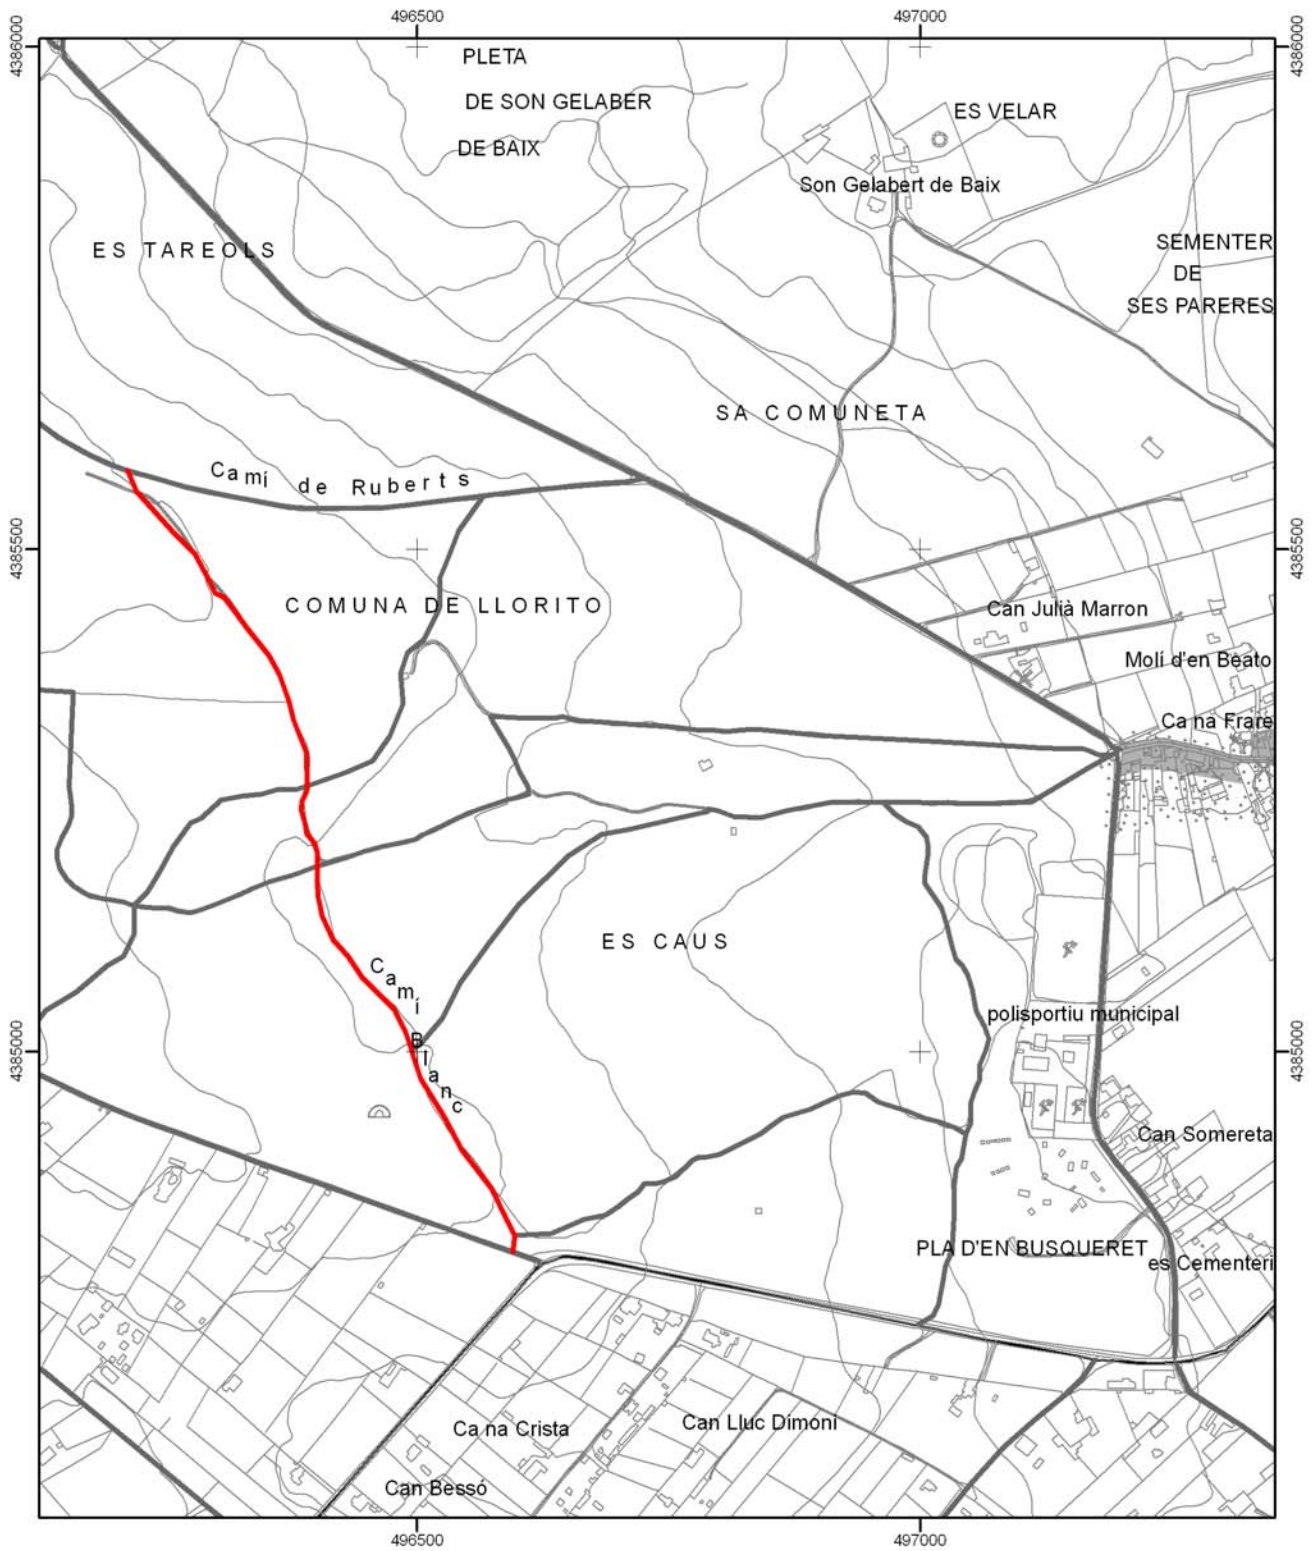 496500
497000
4386000
4386000
PLETA
DE SON GELABER
DE BAIX
ES VELAR
Son Gelabert de Baix
ES TAREOLS
SEMENTER
DE
SES PARERES
SA COMUNETA
Camí de Ruberts
4385500
4385500
COMUNA DE LLORITO
Can Julià Marron
Molí d'en Beato
Ca na Frare
ES CAUS
Camí Blanc
polisportiu municipal
4385000
4385000
Can Somereta
PLA D'EN BUSQUERET
es Cementeri
Ca na Crista
Can Lluc Dimoni
Can Bessó
496500
497000